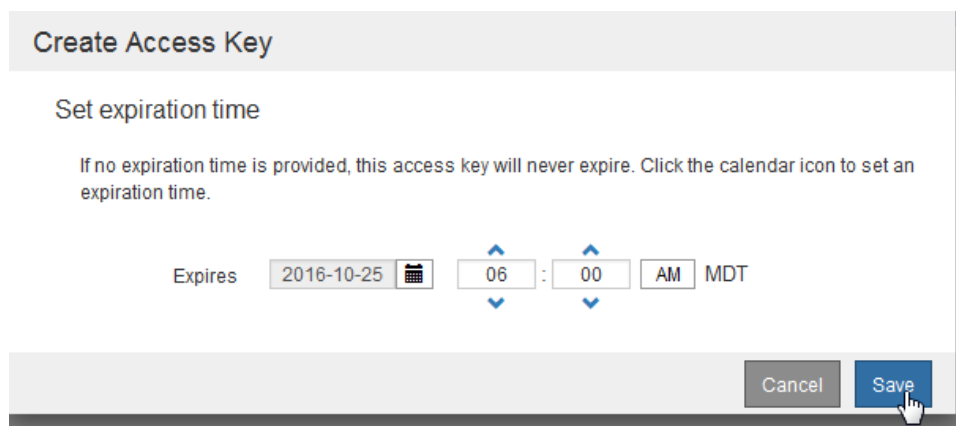 Create Access Key
Set expiration time
If no expiration time is provided, this access key will never expire. Click the calendar icon to set an
expiration time.
Expires 2016-10-25 06 : 00 AM MDT
Cancel Save